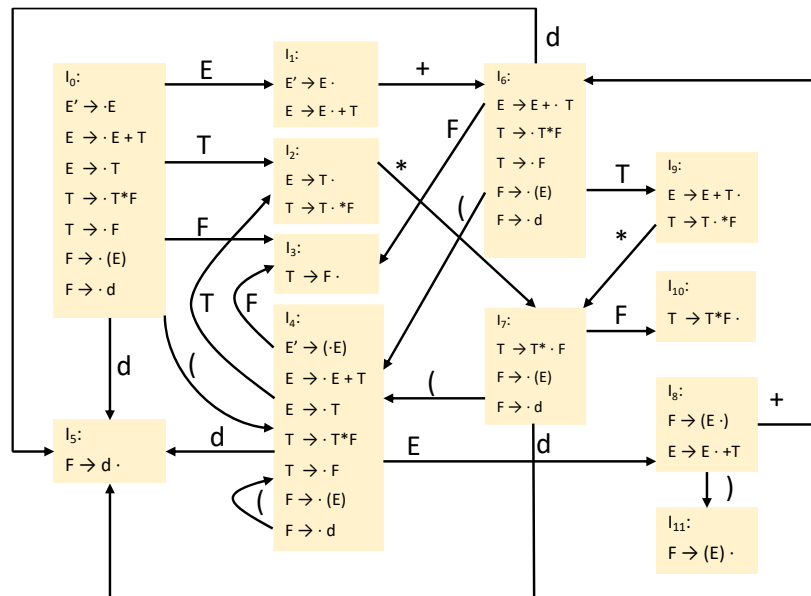 d
I₀:
E' → ·E
E → · E + T
E → · T
T → · T*F
T → · F
F → · (E)
F → · d
E
I₁:
E' → E ·
E → E · + T
+
I₆:
E → E + · T
T → · T*F
T → · F
F → · (E)
F → · d
T
I₂:
E → T ·
T → T · *F
*
F
(
T
I₉:
E → E + T ·
T → T · *F
*
F
I₃:
T → F ·
T
F
I₄:
E' → (·E)
E → · E + T
E → · T
T → · T*F
T → · F
F → · (E)
F → · d
(
d
(
I₇:
T → T* · F
F → · (E)
F → · d
F
I₁₀:
T → T*F ·
(
I₅:
F → d ·
d
E
d
I₈:
F → (E ·)
E → E · +T
+
)
I₁₁:
F → (E) ·